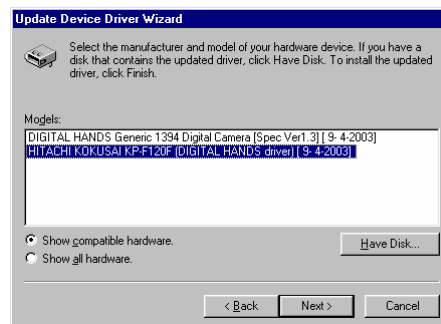 Update Device Driver Wizard
Select the manufacturer and model of your hardware device. If you have a
disk that contains the updated driver, click Have Disk. To install the updated
driver, click Finish.
Models:
DIGITAL HANDS Generic 1394 Digital Camera [Spec Ver1.3] [ 9- 4-2003]
HITACHI KOKUSAI KP-F120F (DIGITAL HANDS driver) [ 9- 4-2003]
Show compatible hardware.
Show all hardware.
Have Disk...
< Back
Next >
Cancel